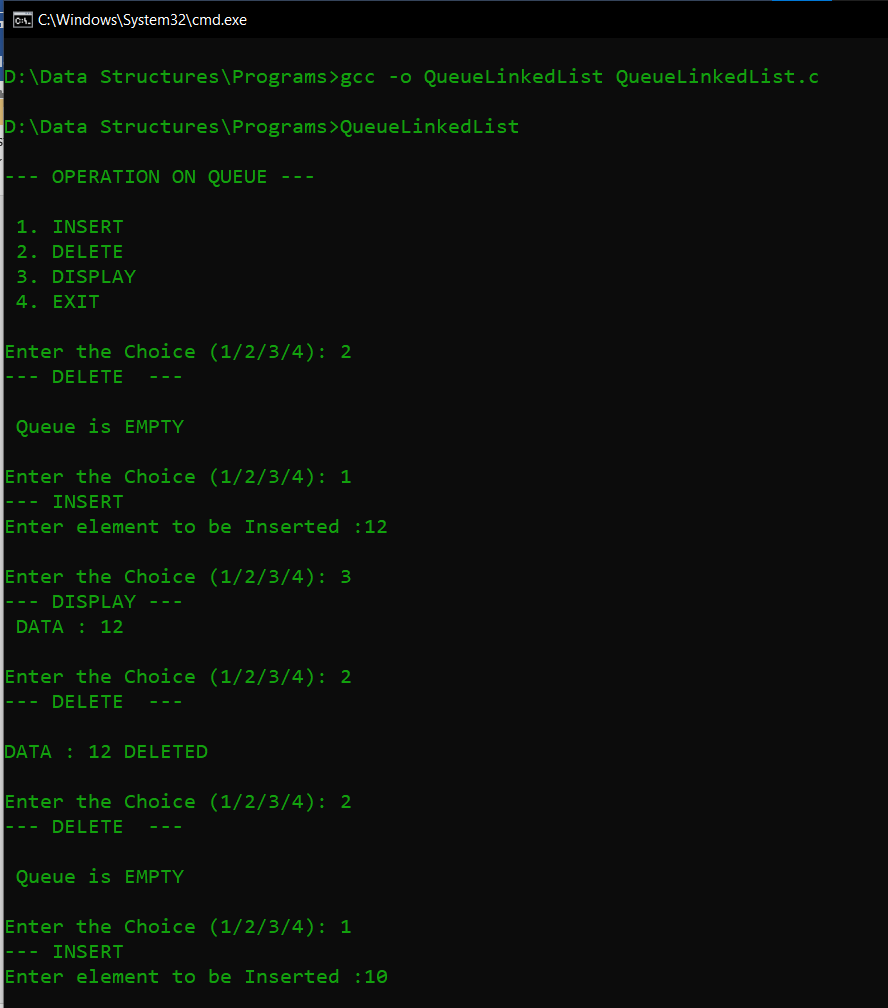 C:\Windows\System32\cmd.exe
D:\Data Structures\Programs>gcc -o QueueLinkedList QueueLinkedList.c
D:\Data Structures\Programs>QueueLinkedList
--- OPERATION ON QUEUE ---
1. INSERT
2. DELETE
3. DISPLAY
4. EXIT
Enter the Choice (1/2/3/4): 2
--- DELETE  ---
Queue is EMPTY
Enter the Choice (1/2/3/4): 1
--- INSERT
Enter element to be Inserted :12
Enter the Choice (1/2/3/4): 3
--- DISPLAY ---
DATA : 12
Enter the Choice (1/2/3/4): 2
--- DELETE  ---
DATA : 12 DELETED
Enter the Choice (1/2/3/4): 2
--- DELETE  ---
Queue is EMPTY
Enter the Choice (1/2/3/4): 1
--- INSERT
Enter element to be Inserted :10